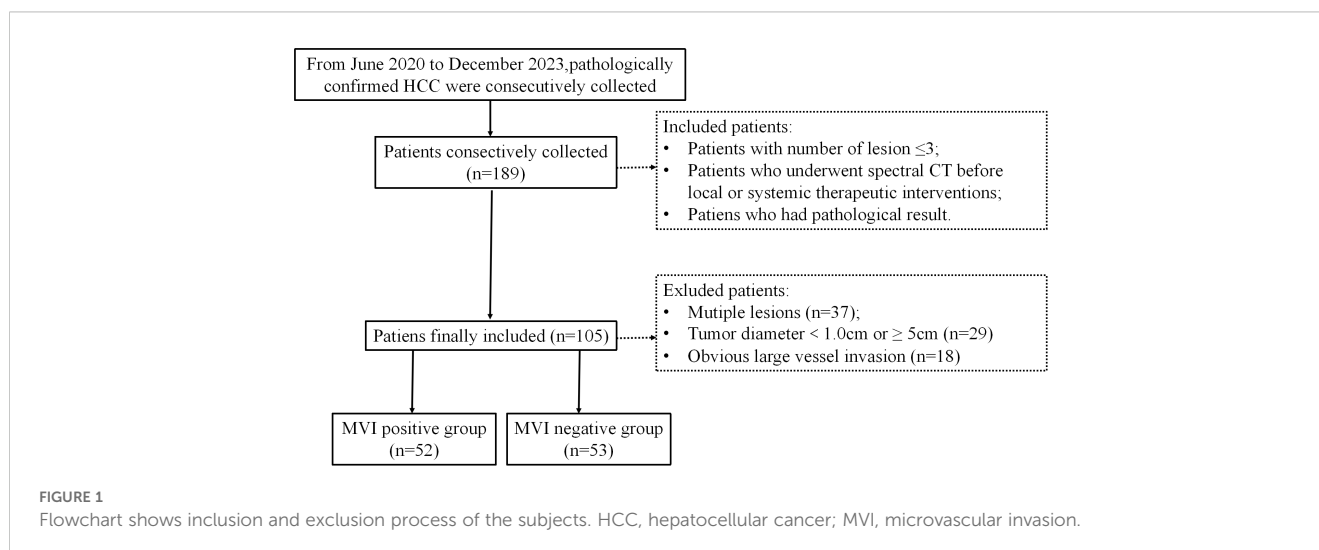 From June 2020 to December 2023,pathologically
confirmed HCC were consecutively collected
Patients consectively collected
(n=189)
Included patients:
• Patients with number of lesion ≤3;
• Patients who underwent spectral CT before
local or systemic therapeutic interventions;
• Patiens who had pathological result.
Exluded patients:
• Mutiple lesions (n=37);
• Tumor diameter < 1.0cm or ≥ 5cm (n=29)
• Obvious large vessel invasion (n=18)
Patiens finally included (n=105)
MVI positive group
(n=52)
MVI negative group
(n=53)
FIGURE 1
Flowchart shows inclusion and exclusion process of the subjects. HCC, hepatocellular cancer; MVI, microvascular invasion.